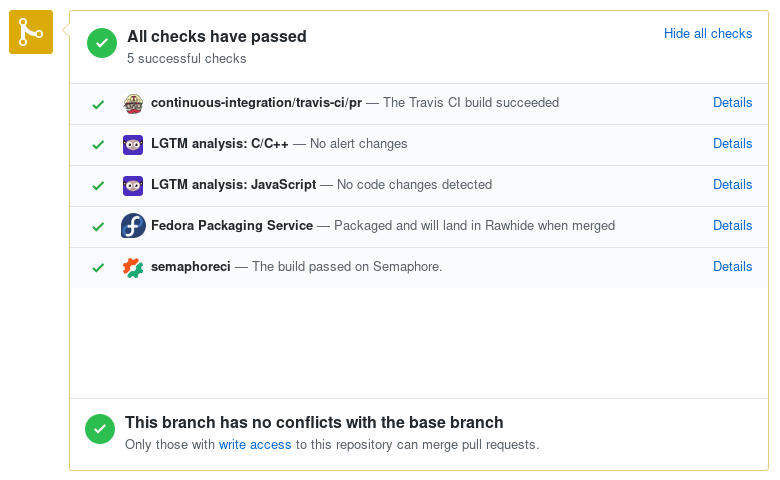 All checks have passed
Hide all checks
5 successful checks
continuous-integration/travis-ci/pr — The Travis CI build succeeded
Details
LGTM analysis: C/C++ — No alert changes
Details
LGTM analysis: JavaScript — No code changes detected
Details
Fedora Packaging Service — Packaged and will land in Rawhide when merged
Details
semaphoreci — The build passed on Semaphore.
Details
This branch has no conflicts with the base branch
Only those with write access to this repository can merge pull requests.